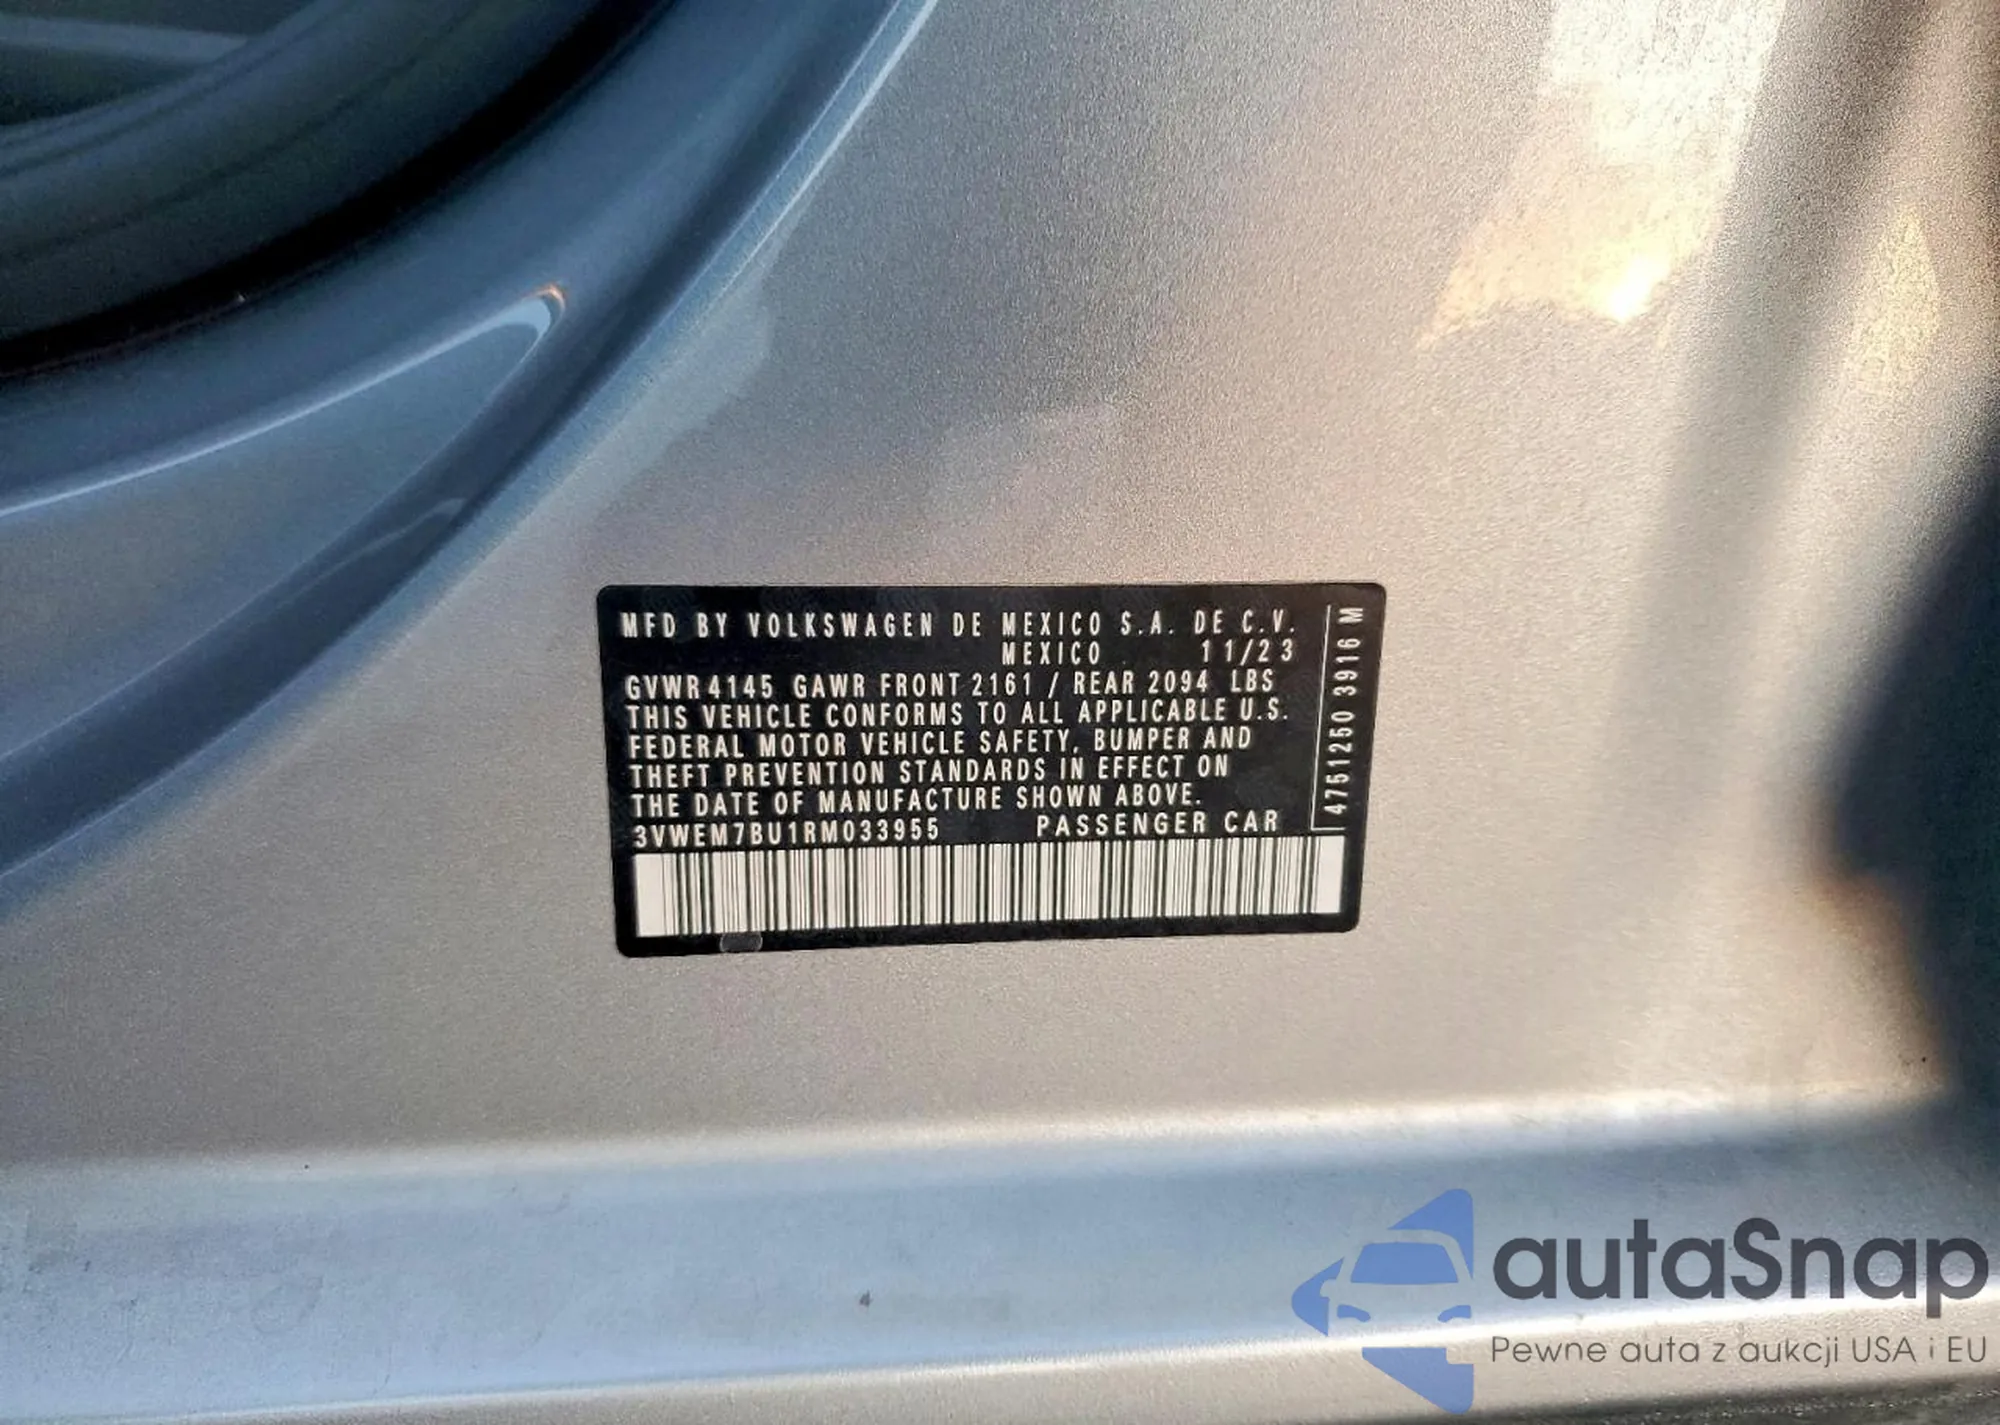 MFD BY VOLKSWAGEN DE MEXICO S.A. DE C.V.
MEXICO 11/23
GVWR 4145 GAWR FRONT 2161 / REAR 2094 LBS
THIS VEHICLE CONFORMS TO ALL APPLICABLE U.S.
FEDERAL MOTOR VEHICLE SAFETY, BUMPER AND
THEFT PREVENTION STANDARDS IN EFFECT ON
THE DATE OF MANUFACTURE SHOWN ABOVE.
3VWEM7BU1RM033955 PASSENGER CAR
4751250 3916 M
autaSnap
Pewne auta z aukcji USA i EU